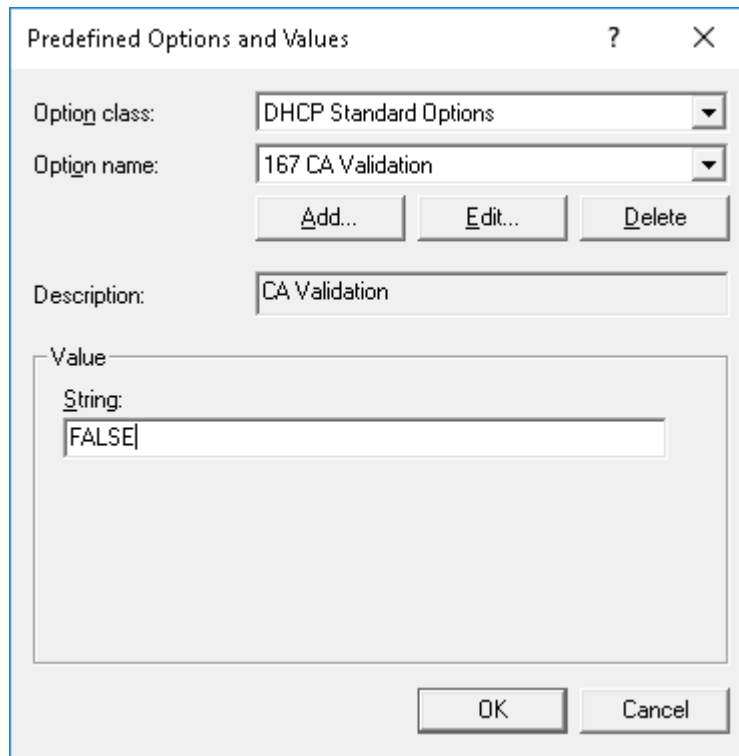 Predefined Options and Values
Option class:
DHCP Standard Options
Option name:
167 CA Validation
Add...
Edit...
Delete
Description:
CA Validation
Value
String:
FALSE
OK
Cancel